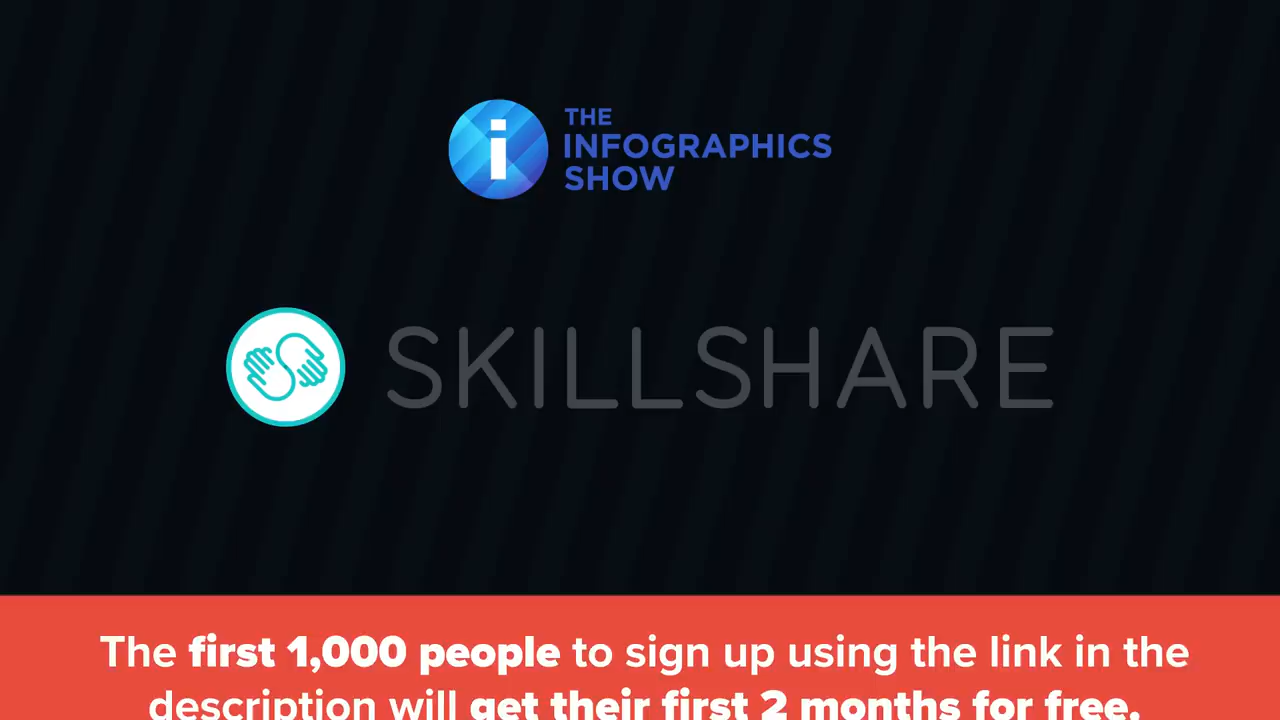 i
THE
INFOGRAPHICS
SHOW
SKILLSHARE
The first 1,000 people to sign up using the link in the
description will get their first 2 months for free.